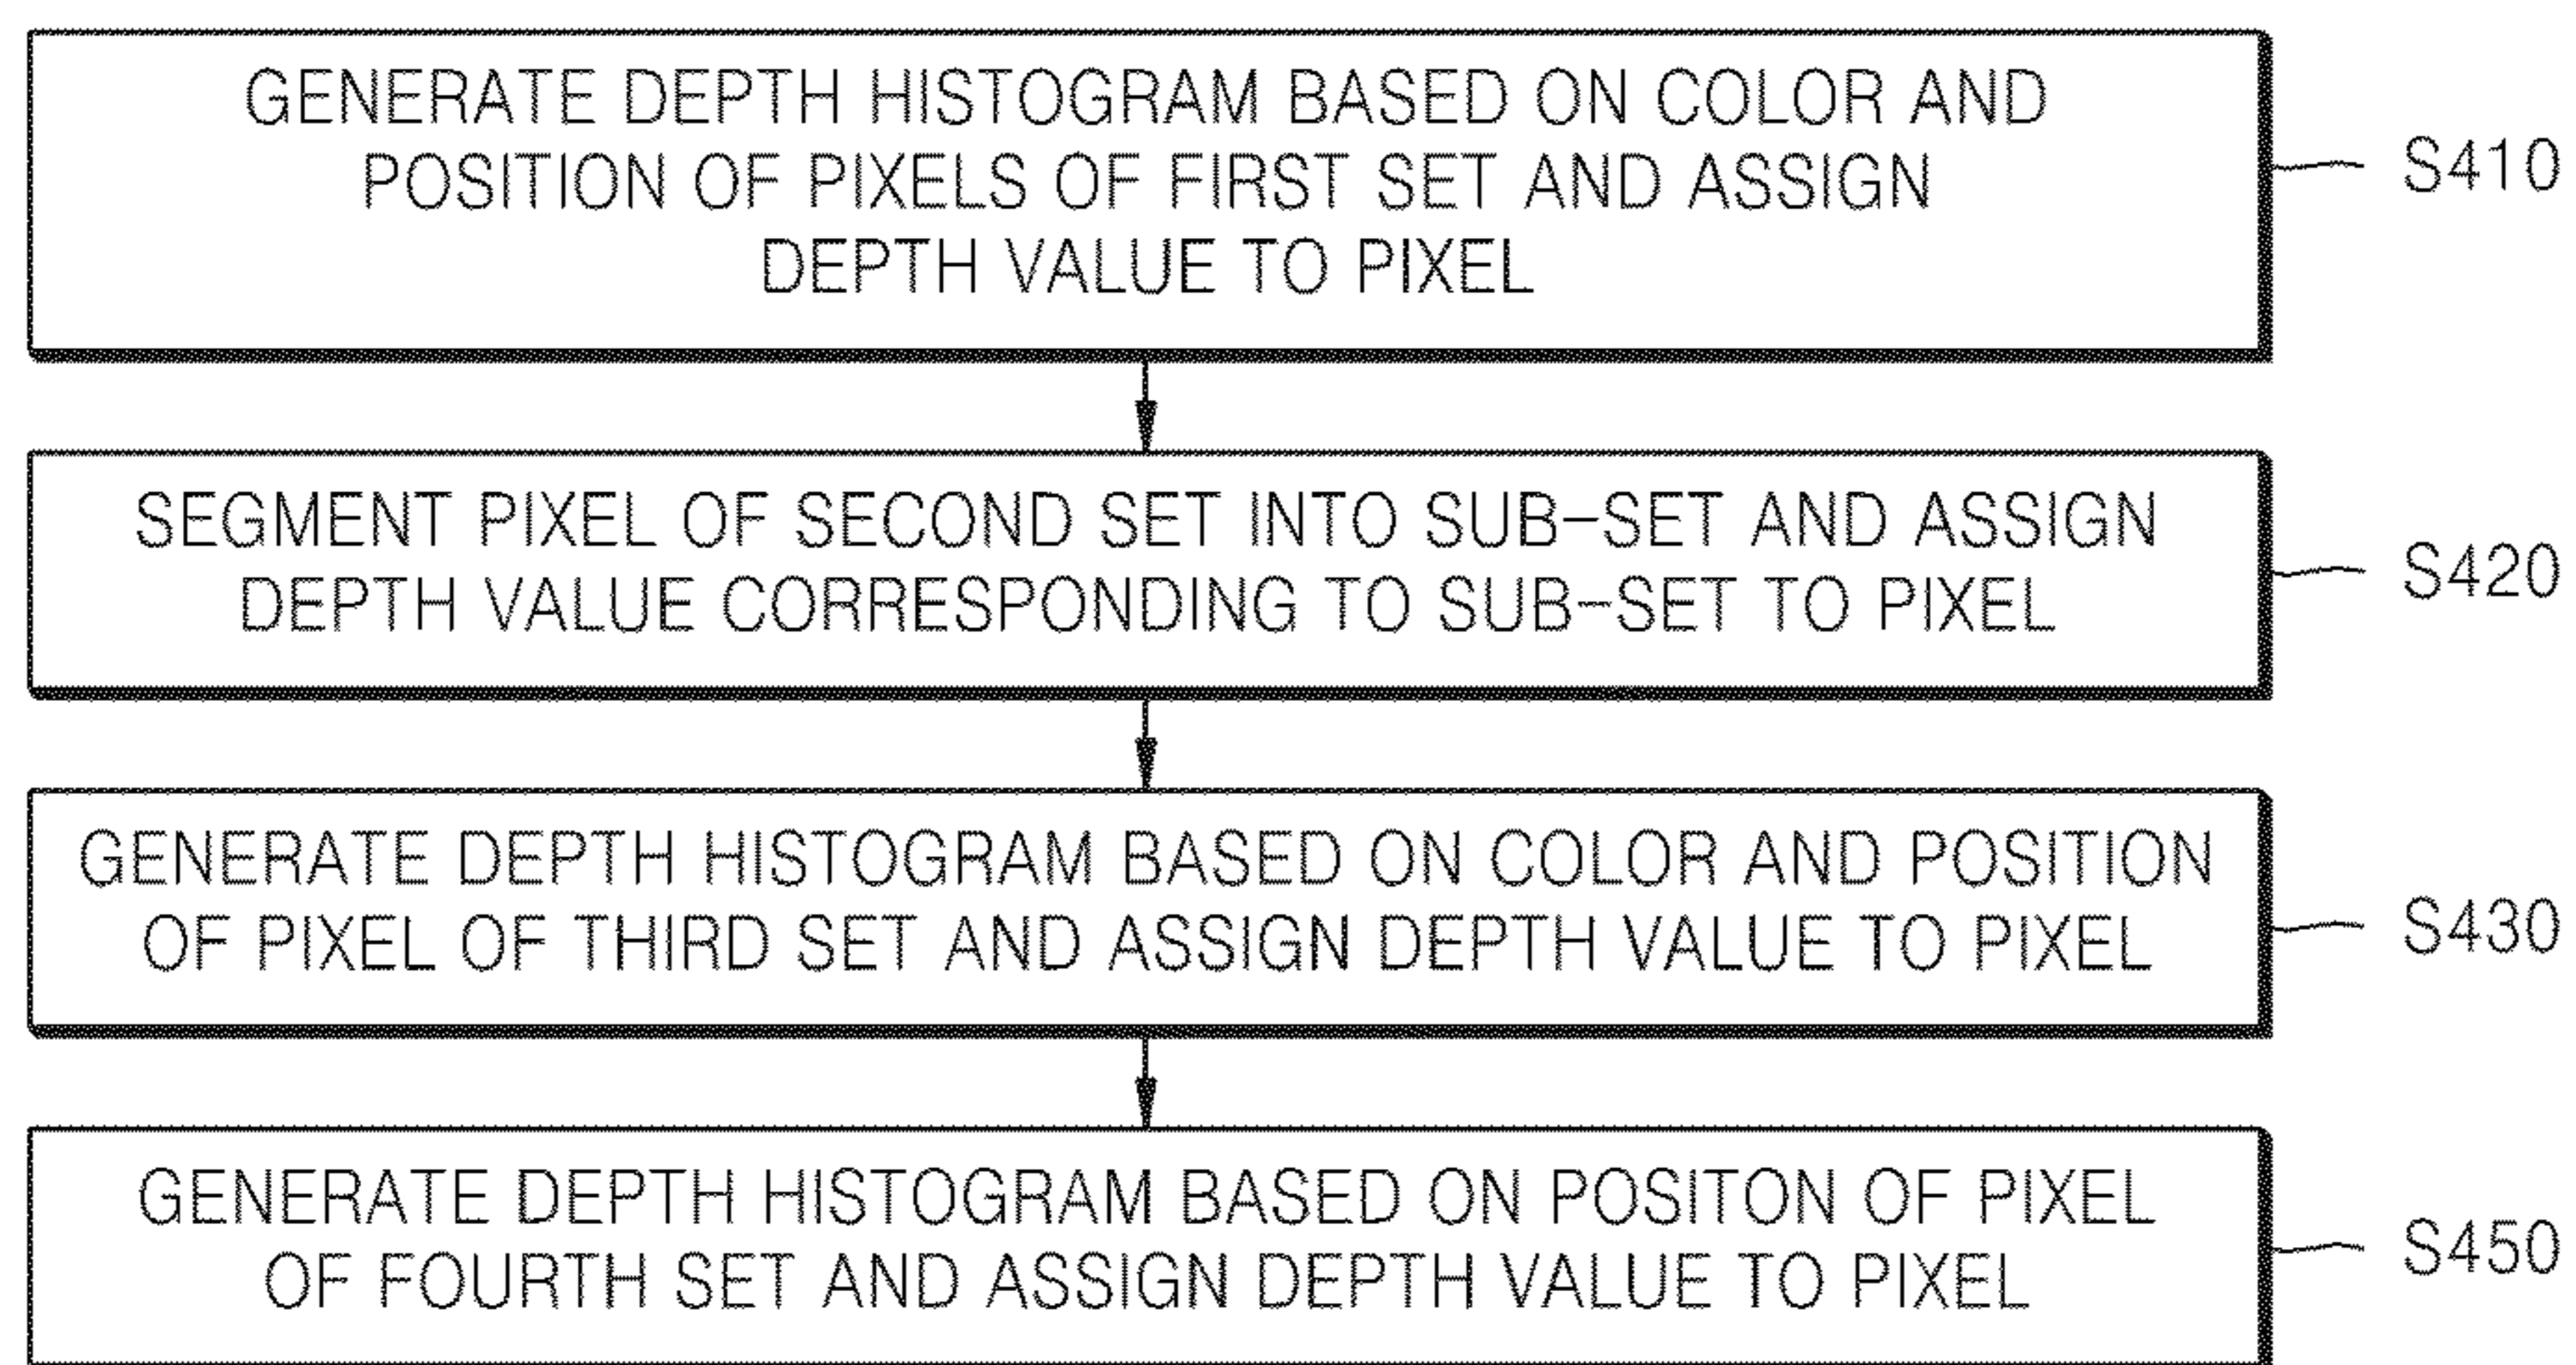 GENERATE DEPTH HISTOGRAM BASED ON COLOR AND
POSITION OF PIXELS OF FIRST SET AND ASSIGN
DEPTH VALUE TO PIXEL
S410
SEGMENT PIXEL OF SECOND SET INTO SUB-SET AND ASSIGN
DEPTH VALUE CORRESPONDING TO SUB-SET TO PIXEL
S420
GENERATE DEPTH HISTOGRAM BASED ON COLOR AND POSITION
OF PIXEL OF THIRD SET AND ASSIGN DEPTH VALUE TO PIXEL
S430
GENERATE DEPTH HISTOGRAM BASED ON POSITON OF PIXEL
OF FOURTH SET AND ASSIGN DEPTH VALUE TO PIXEL
S450